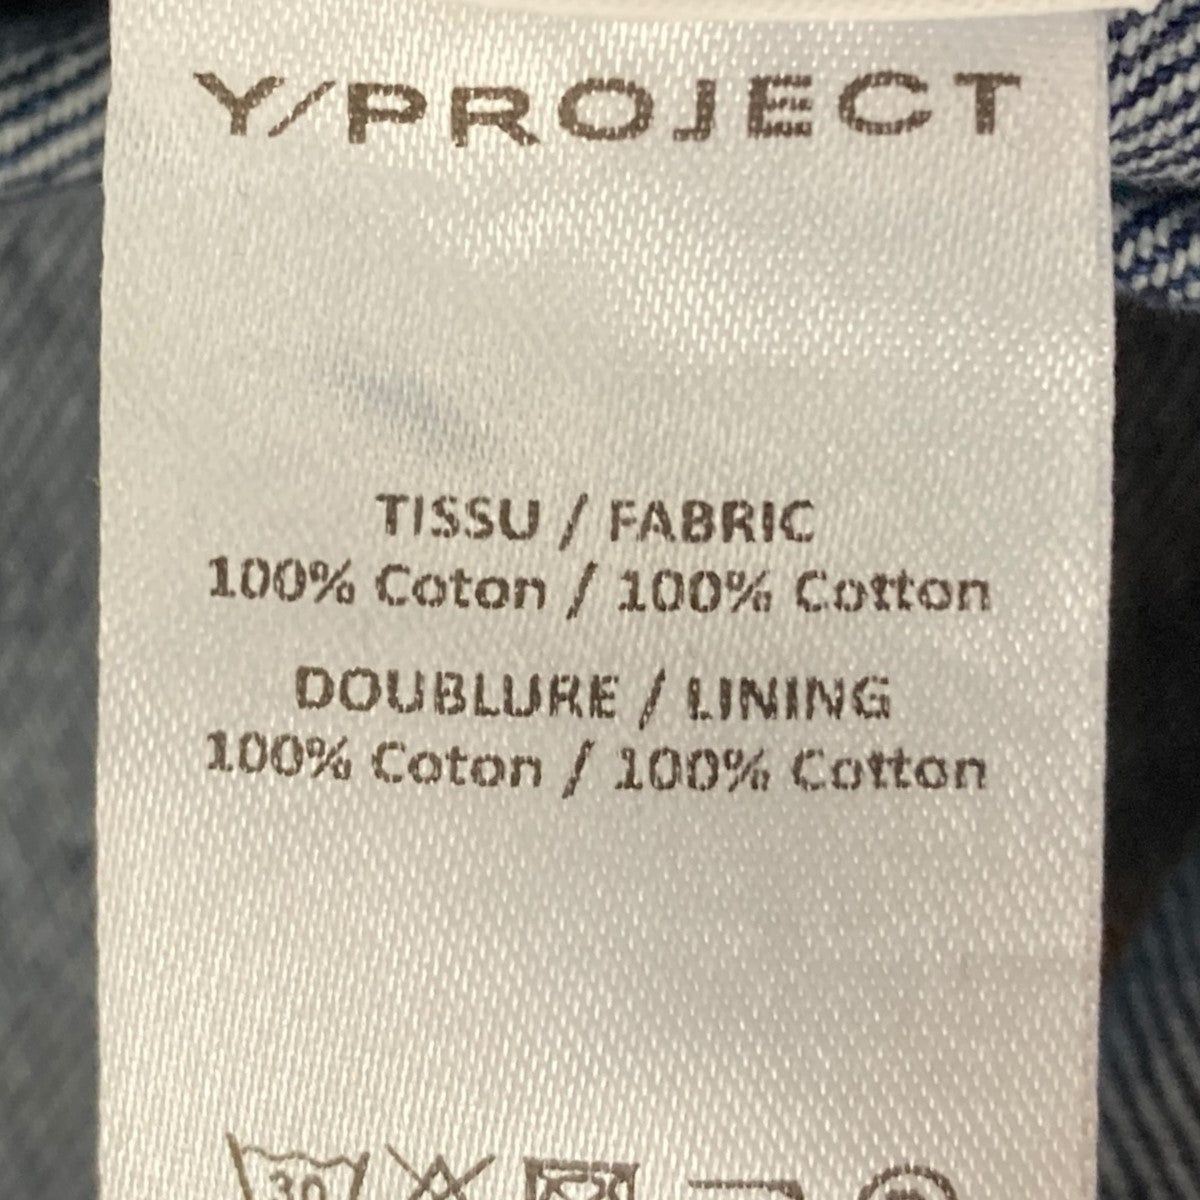 Y/PROJECT
TISSU / FABRIC
100% Coton / 100% Cotton
DOUBLURE / LINING
100% Coton / 100% Cotton
30